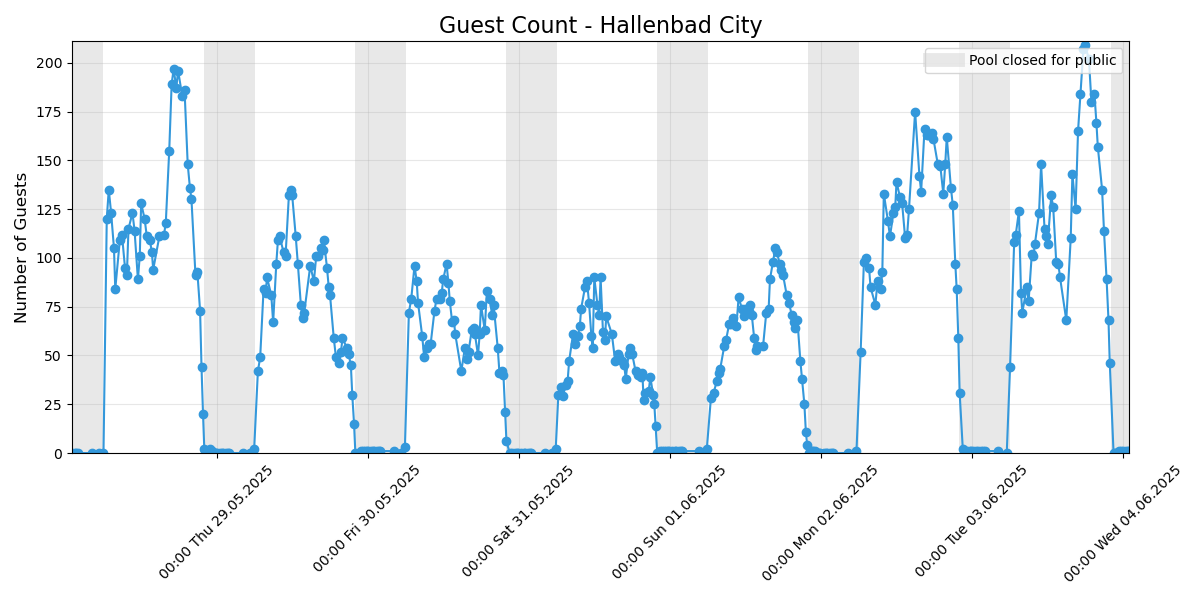 Guest Count - Hallenbad City
Pool closed for public
Number of Guests
200
175
150
125
100
75
50
25
0
00:00 Thu 29.05.2025
00:00 Fri 30.05.2025
00:00 Sat 31.05.2025
00:00 Sun 01.06.2025
00:00 Mon 02.06.2025
00:00 Tue 03.06.2025
00:00 Wed 04.06.2025